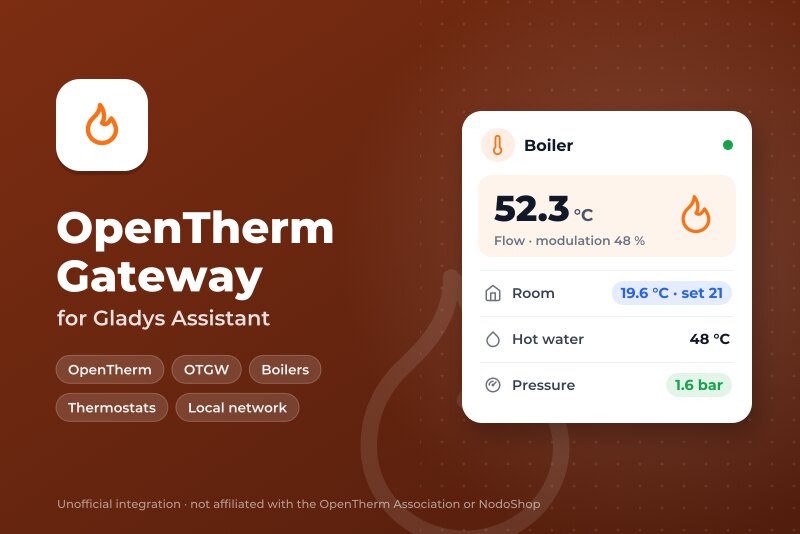 OpenTherm
Gateway
for Gladys Assistant
OpenTherm
OTGW
Boilers
Thermostats
Local network
Unofficial integration · not affiliated with the OpenTherm Association or NodoShop
Boiler
52.3 °C
Flow · modulation 48 %
Room 19.6 °C · set 21
Hot water 48 °C
Pressure 1.6 bar